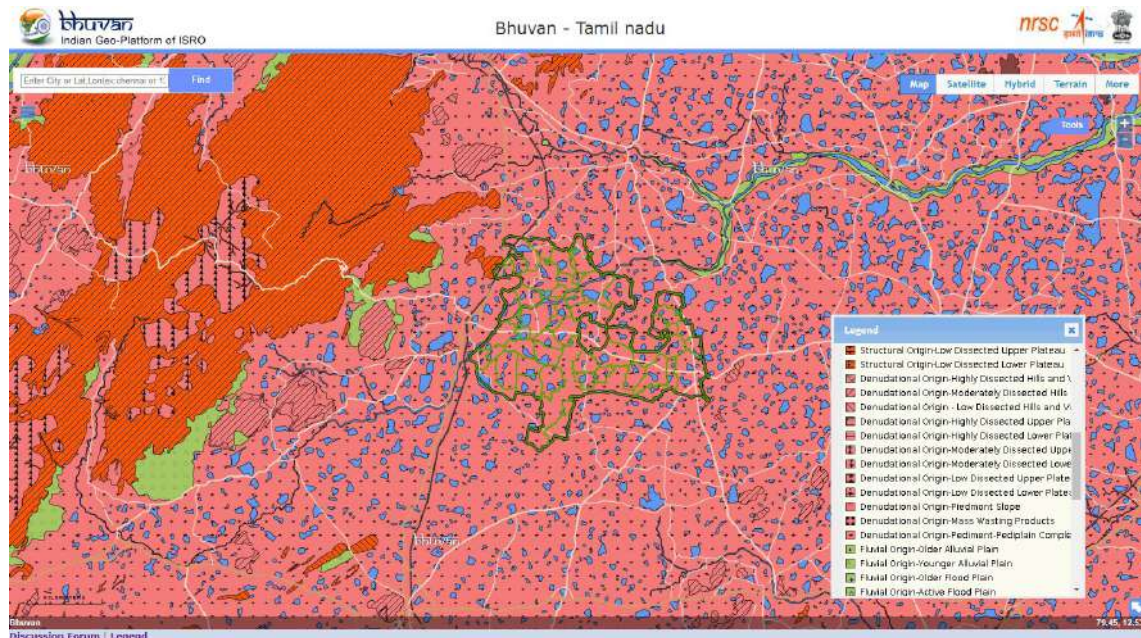 bhuvan
Indian Geo-Platform of ISRO
Bhuvan - Tamil nadu
nrsc
Find
Map Satellite Hybrid Terrain More
Tools
bhuvan
bhuvan
bhuvan
Legend
Structural Origin-Low Dissected Upper Plateau
Structural Origin-Low Dissected Lower Plateau
Denudational Origin-Highly Dissected Hills and V
Denudational Origin-Moderately Dissected Hills
Denudational Origin - Low Dissected Hills and V
Denudational Origin-Highly Dissected Upper Pla
Denudational Origin-Highly Dissected Lower Plat
Denudational Origin-Moderately Dissected Uppe
Denudational Origin-Moderately Dissected Lowe
Denudational Origin-Low Dissected Upper Plate
Denudational Origin-Low Dissected Lower Plate
Denudational Origin-Piedmont Slope
Denudational Origin-Mass Wasting Products
Denudational Origin-Pediment-Pediplain Comple
Fluvial Origin-Older Alluvial Plain
Fluvial Origin-Younger Alluvial Plain
Fluvial Origin-Older Flood Plain
Fluvial Origin-Active Flood Plain
Bhuvan
Discussion Forum | Legend